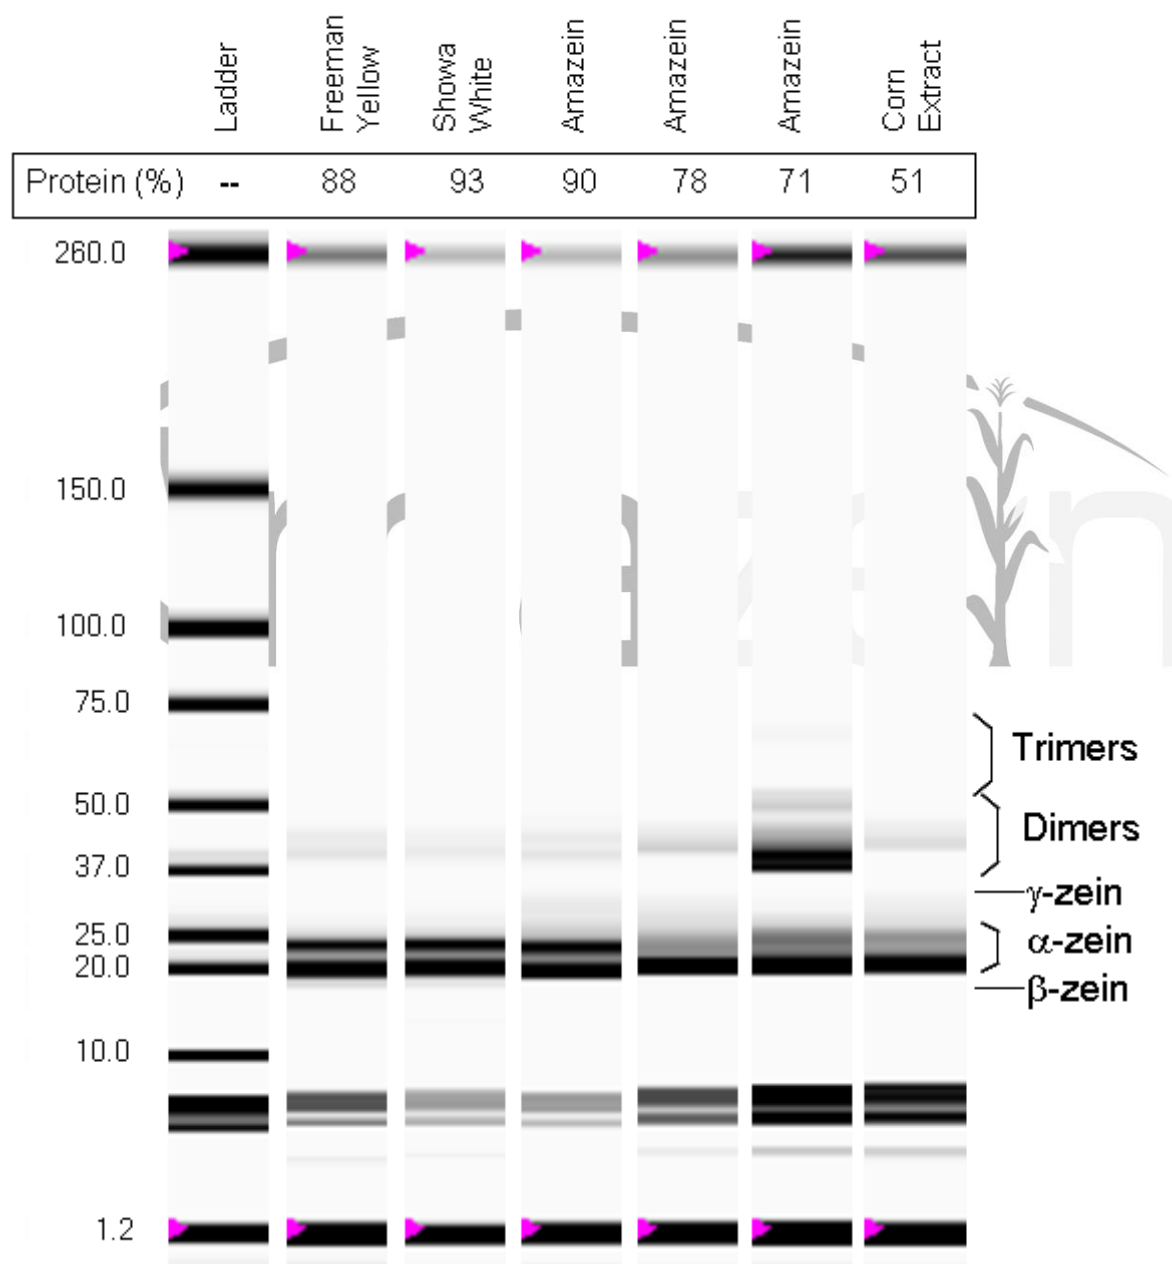 Ladder
Freeman
Yellow
Showa
White
Amazein
Amazein
Amazein
Corn
Extract
Protein (%) -- 88 93 90 78 71 51
260.0
150.0
100.0
75.0
Trimers
50.0
Dimers
37.0
γ-zein
25.0
α-zein
20.0
β-zein
10.0
1.2